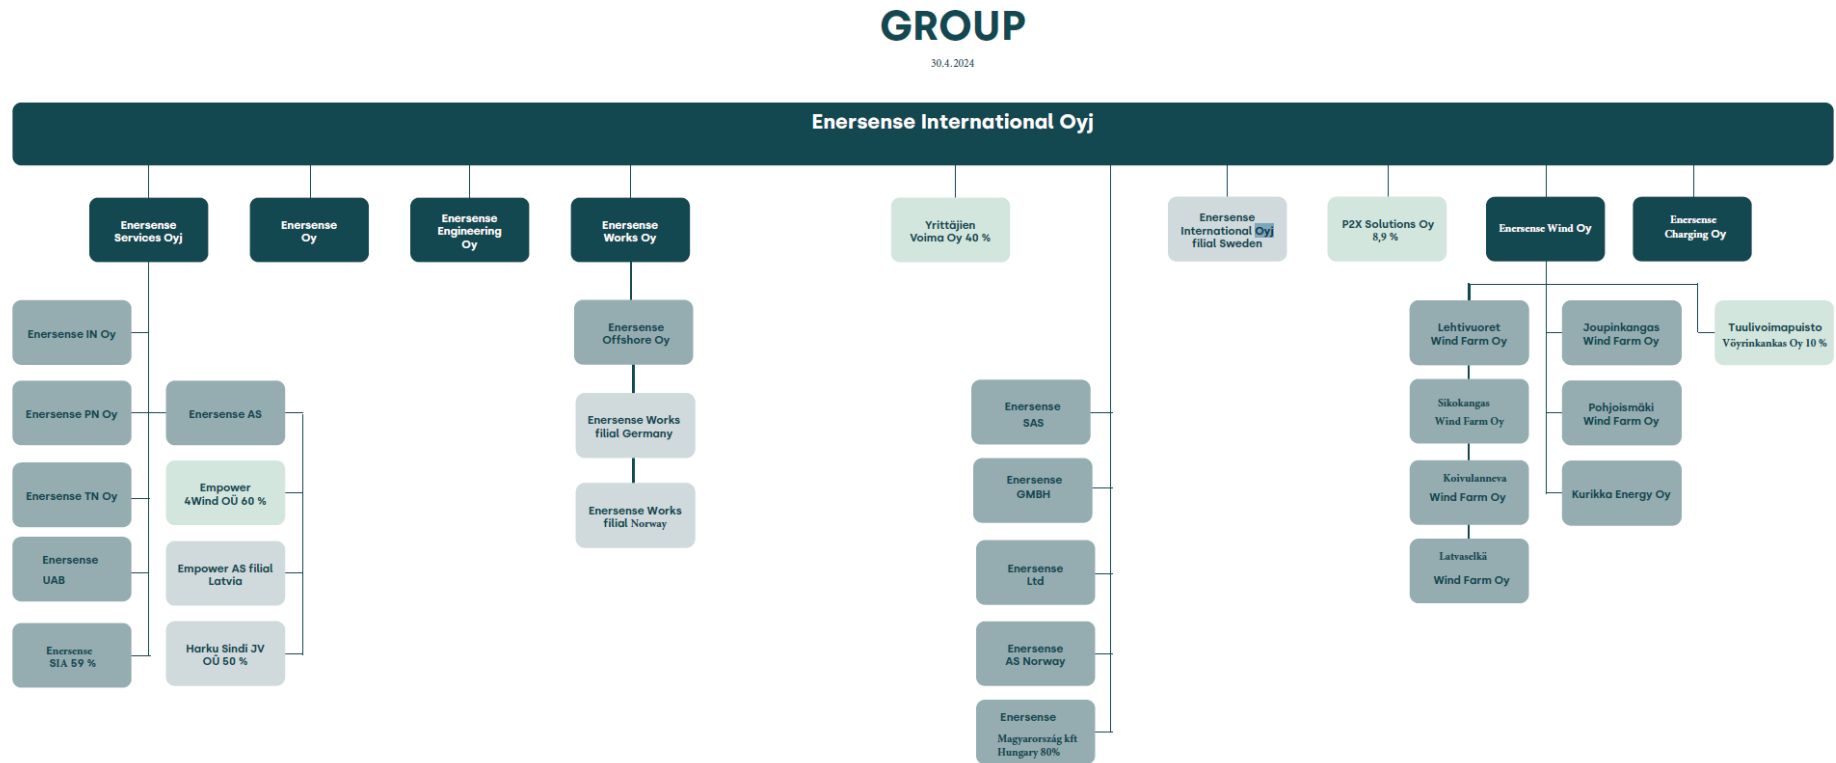 GROUP
30.4.2024
Enersense International Oyj
Enersense
Services Oyj
Enersense
Oy
Enersense
Engineering
Oy
Enersense
Works Oy
Yrittäjien
Voima Oy 40 %
Enersense
International Oyj
filial Sweden
P2X Solutions Oy
8,9 %
Enersense Wind Oy
Enersense
Charging Oy
Enersense IN Oy
Enersense PN Oy
Enersense TN Oy
Enersense
UAB
Enersense
SIA 59 %
Enersense AS
Empower
4Wind OÜ 60 %
Empower AS filial
Latvia
Harku Sindi JV
OÜ 50 %
Enersense
Offshore Oy
Enersense Works
filial Germany
Enersense Works
filial Norway
Enersense
SAS
Enersense
GMBH
Enersense
Ltd
Enersense
AS Norway
Enersense
Magyarország kft
Hungary 80%
Lehtivuoret
Wind Farm Oy
Sikokangas
Wind Farm Oy
Koivulanneva
Wind Farm Oy
Latvaselkä
Wind Farm Oy
Joupinkangas
Wind Farm Oy
Pohjoismäki
Wind Farm Oy
Kurikka Energy Oy
Tuulivoimapuisto
Vöyrinkankas Oy 10 %